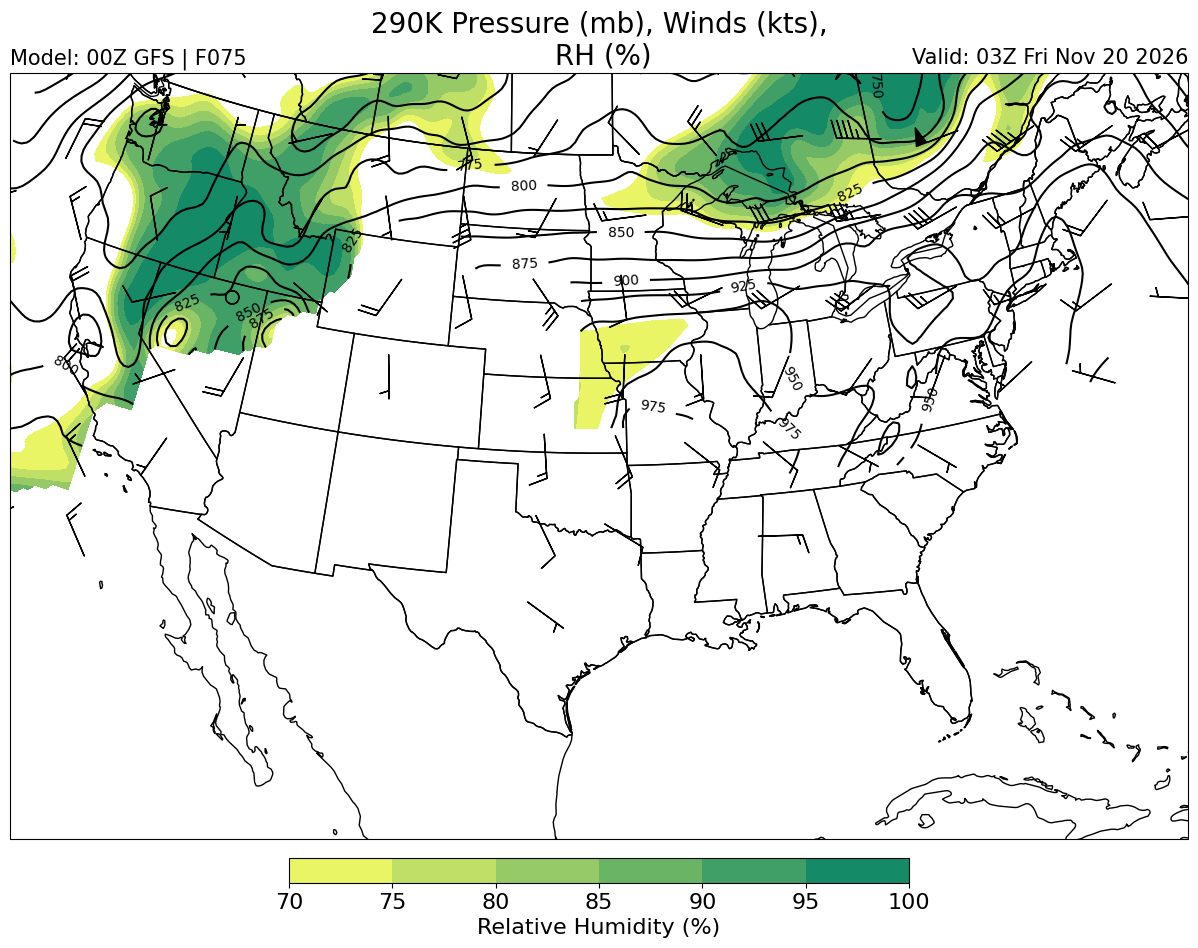 290K Pressure (mb), Winds (kts),
RH (%)
Model: 00Z GFS | F075
Valid: 03Z Fri Nov 20 2026
750
800
825
850
825
875
900
925
825
850
875
800
950
975
950
975
70 75 80 85 90 95 100
Relative Humidity (%)